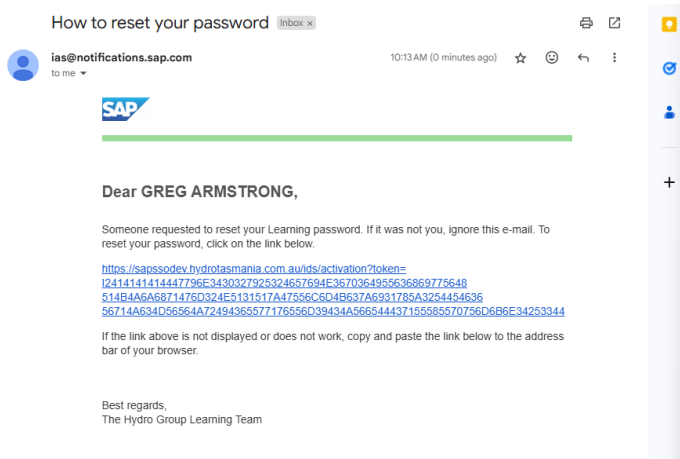 How to reset your password Inbox x
ias@notifications.sap.com 10:13 AM (0 minutes ago)
to me
SAP
Dear GREG ARMSTRONG,
Someone requested to reset your Learning password. If it was not you, ignore this e-mail. To
reset your password, click on the link below.
https://sapssodev.hydrotasmania.com.au/ids/activation?token=
I2414141414447796E3430327925324657694E3670364955636869775648
514B4A6A6871476D324E5131517A47556C6D4B637A6931785A3254454636
56714A634D56564A72494365577176556D39434A566544437155585570756D6B6E34253344
If the link above is not displayed or does not work, copy and paste the link below to the address
bar of your browser.
Best regards,
The Hydro Group Learning Team